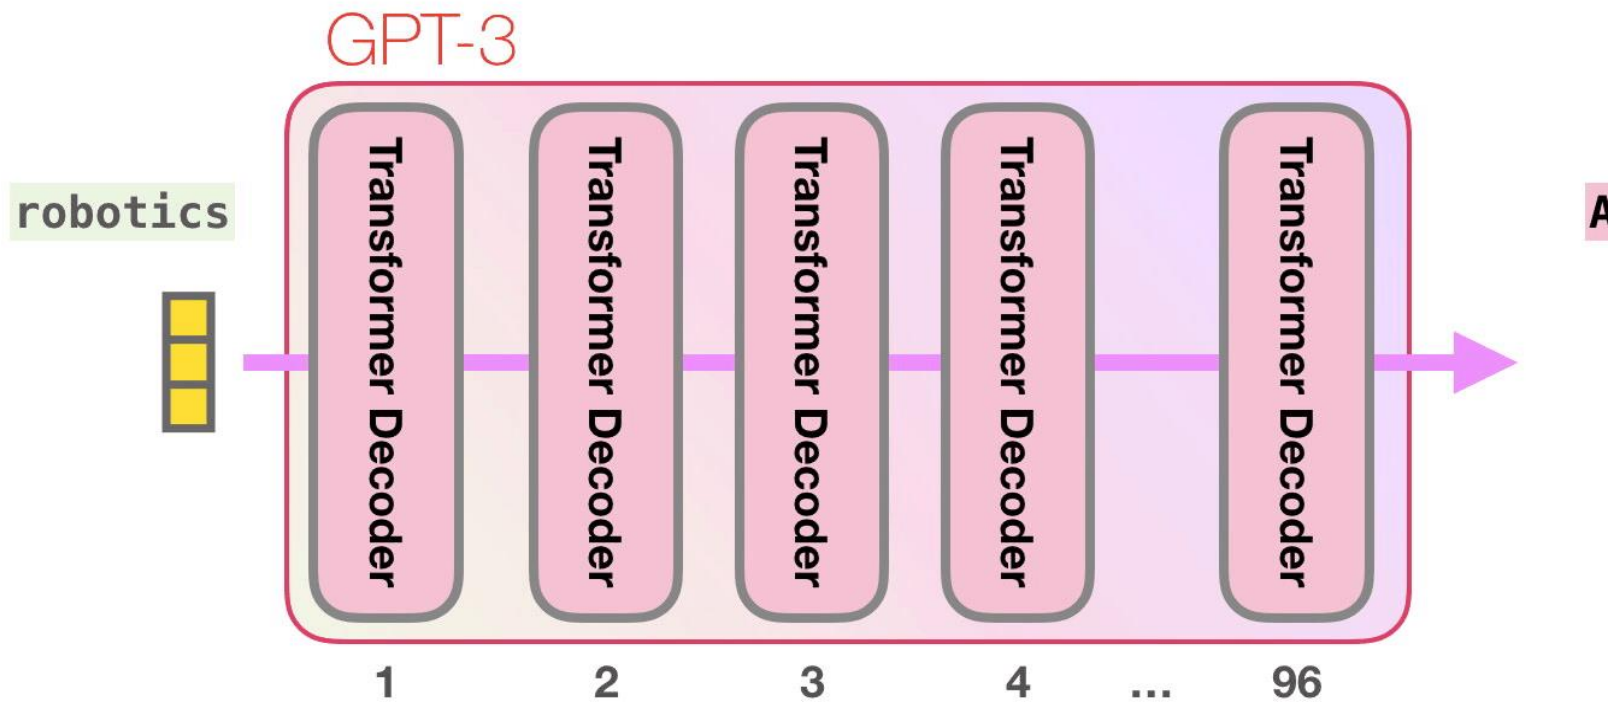 GPT-3
robotics
Transformer Decoder
Transformer Decoder
Transformer Decoder
Transformer Decoder
Transformer Decoder
1 2 3 4 ... 96